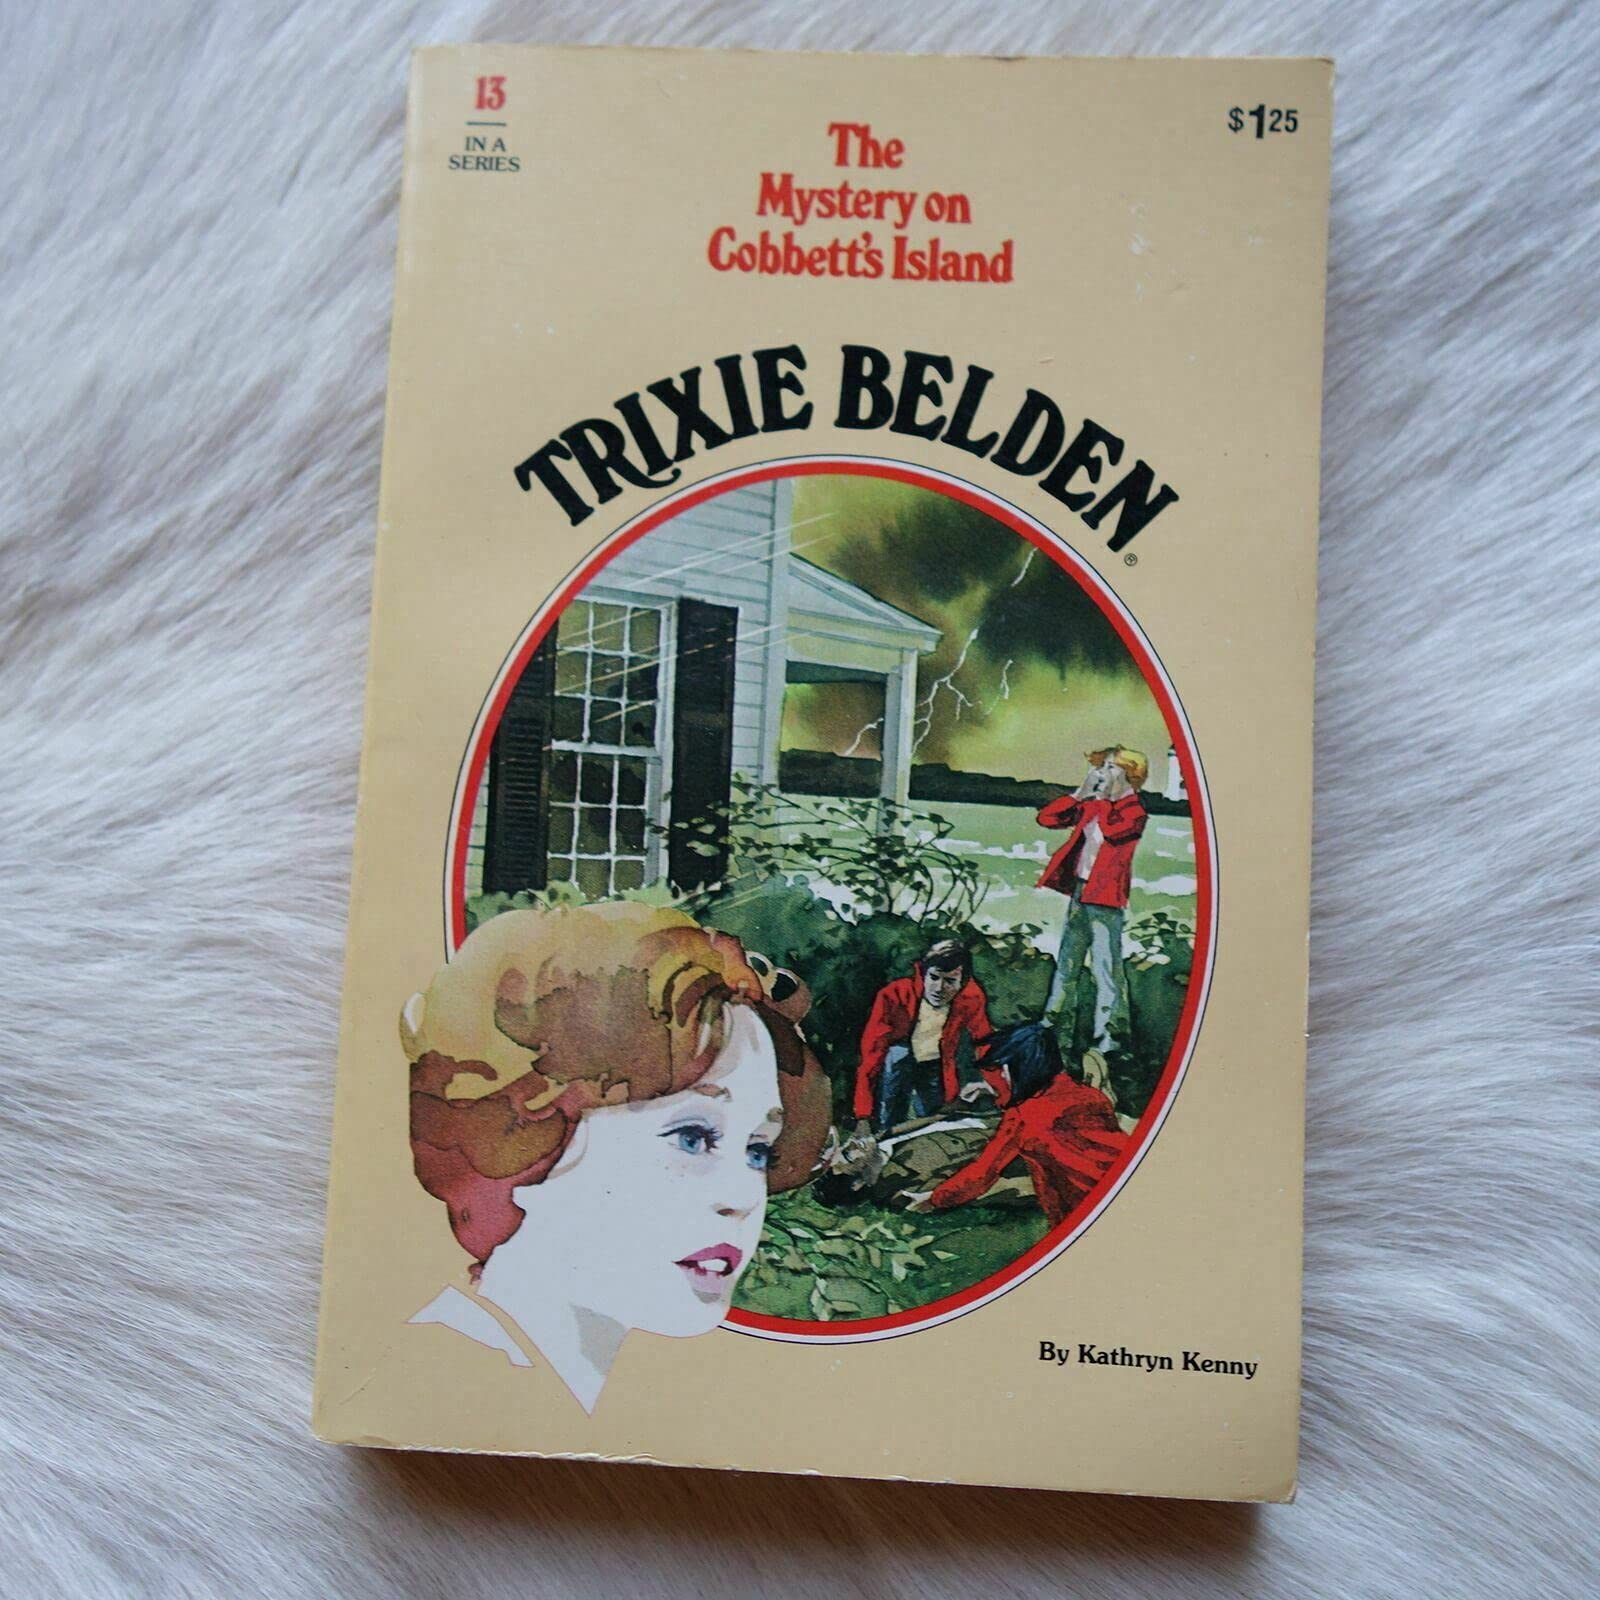 13
IN A
SERIES
$1.25
The
Mystery on
Cobbett's Island
TRIXIE BELDEN®
By Kathryn Kenny